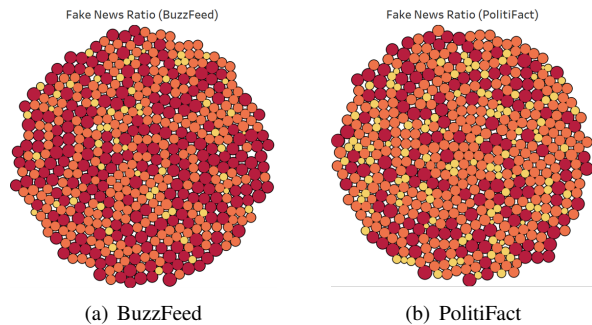 Fake News Ratio (BuzzFeed)
Fake News Ratio (PolitiFact)
(a) BuzzFeed
(b) PolitiFact